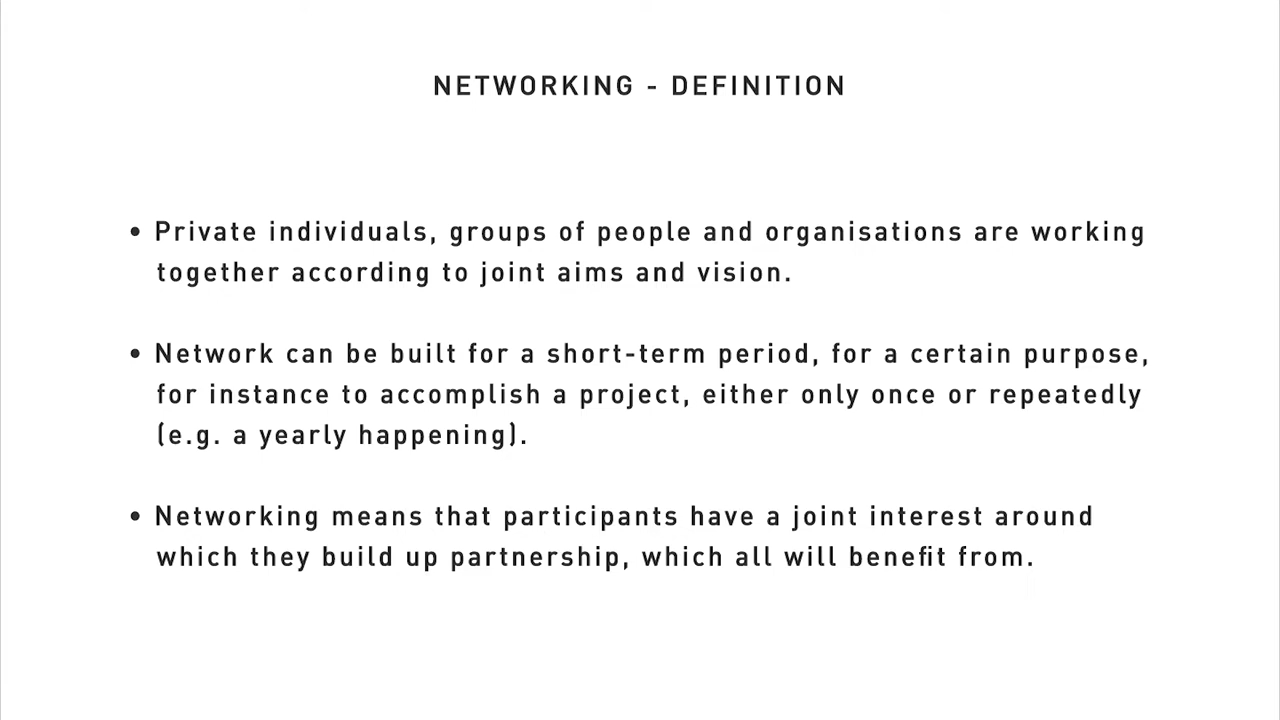 NETWORKING - DEFINITION
• Private individuals, groups of people and organisations are working
together according to joint aims and vision.
• Network can be built for a short-term period, for a certain purpose,
for instance to accomplish a project, either only once or repeatedly
(e.g. a yearly happening).
• Networking means that participants have a joint interest around
which they build up partnership, which all will benefit from.